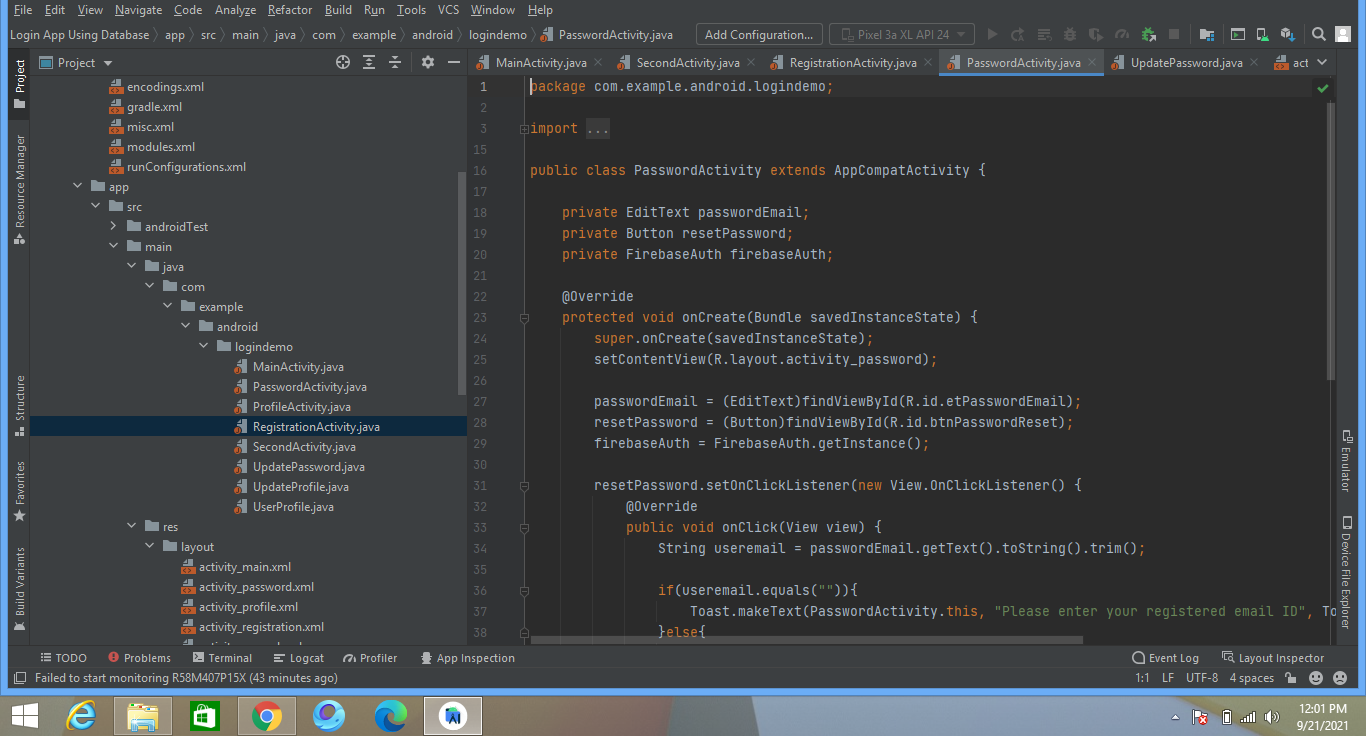 File Edit View Navigate Code Analyze Refactor Build Run Tools VCS Window Help
Login App Using Database app src main java com example android logindemo PasswordActivity.java Add Configuration... Pixel 3a XL API 24
Project
MainActivity.java SecondActivity.java RegistrationActivity.java PasswordActivity.java UpdatePassword.java act
Project
Resource Manager
Structure
Favorites
Build Variants
encodings.xml
gradle.xml
misc.xml
modules.xml
runConfigurations.xml
app
src
androidTest
main
java
com
example
android
logindemo
MainActivity.java
PasswordActivity.java
ProfileActivity.java
RegistrationActivity.java
SecondActivity.java
UpdatePassword.java
UpdateProfile.java
UserProfile.java
res
layout
activity_main.xml
activity_password.xml
activity_profile.xml
activity_registration.xml
1 package com.example.android.logindemo;
2
3 import ...
15
16 public class PasswordActivity extends AppCompatActivity {
17
18 private EditText passwordEmail;
19 private Button resetPassword;
20 private FirebaseAuth firebaseAuth;
21
22 @Override
23 protected void onCreate(Bundle savedInstanceState) {
24 super.onCreate(savedInstanceState);
25 setContentView(R.layout.activity_password);
26
27 passwordEmail = (EditText)findViewById(R.id.etPasswordEmail);
28 resetPassword = (Button)findViewById(R.id.btnPasswordReset);
29 firebaseAuth = FirebaseAuth.getInstance();
30
31 resetPassword.setOnClickListener(new View.OnClickListener() {
32 @Override
33 public void onClick(View view) {
34 String useremail = passwordEmail.getText().toString().trim();
35
36 if(useremail.equals("")){
37 Toast.makeText(PasswordActivity.this, "Please enter your registered email ID", To
38 }else{
Emulator
Device File Explorer
TODO Problems Terminal Logcat Profiler App Inspection Event Log Layout Inspector
Failed to start monitoring R58M407P15X (43 minutes ago) 1:1 LF UTF-8 4 spaces
12:01 PM
9/21/2021